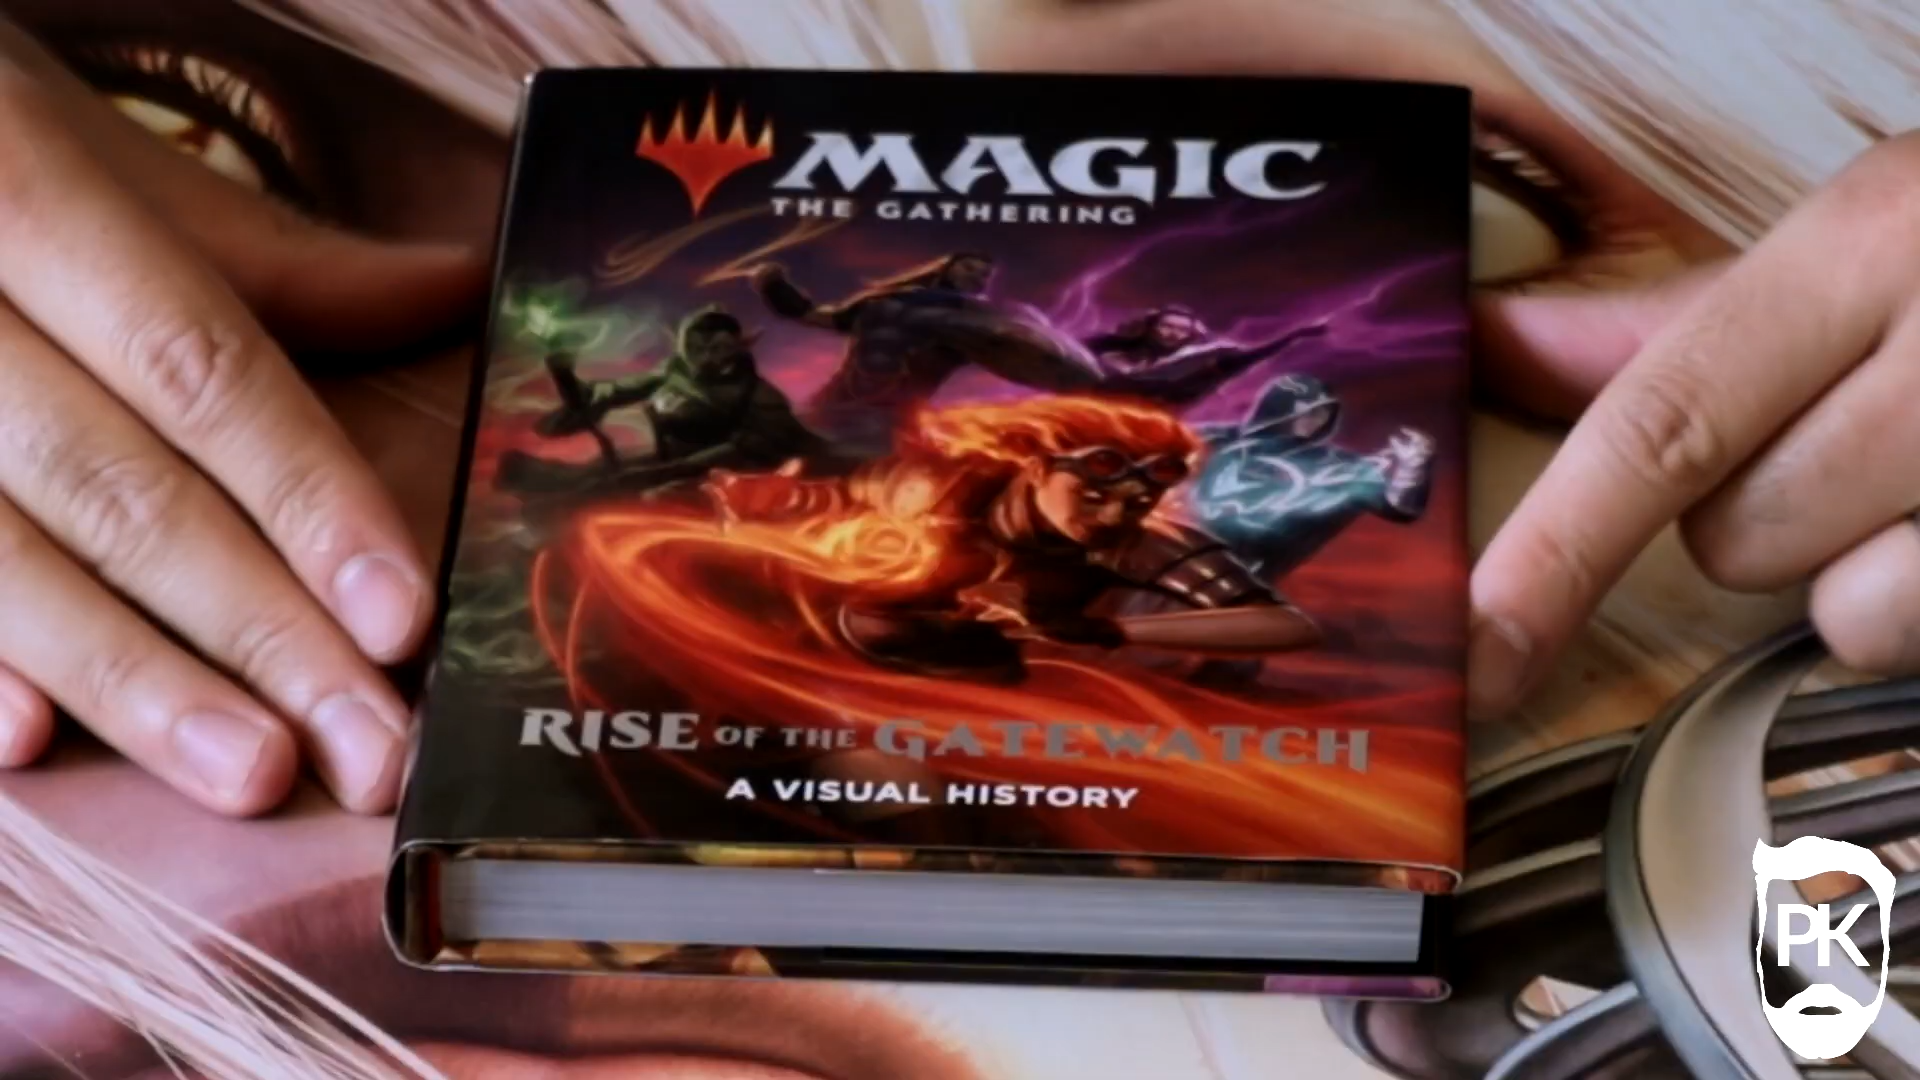 MAGIC
THE GATHERING
RISE OF THE GATEWATCH
A VISUAL HISTORY
PK